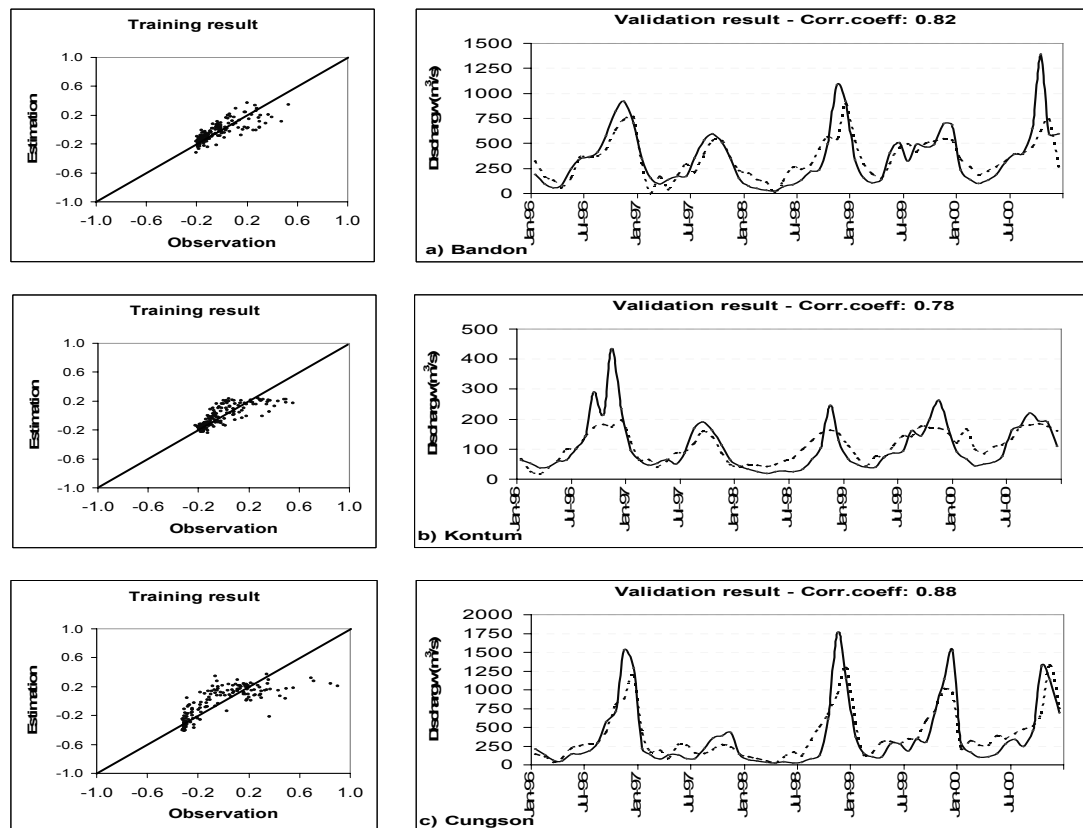 Training result
1.0
0.6
0.2
-0.2
-0.6
-1.0
Estimation
-1.0 -0.6 -0.2 0.2 0.6 1.0
Observation
Validation result - Corr.coeff: 0.82
1500
1250
1000
750
500
250
0
Dischargw(m³/s)
Jan-96 Jul-96 Jan-97 Jul-97 Jan-98 Jul-98 Jan-99 Jul-99 Jan-00 Jul-00
a) Bandon
Training result
1.0
0.6
0.2
-0.2
-0.6
-1.0
Estimation
-1.0 -0.6 -0.2 0.2 0.6 1.0
Observation
Validation result - Corr.coeff: 0.78
500
400
300
200
100
0
Dischargw(m³/s)
Jan-96 Jul-96 Jan-97 Jul-97 Jan-98 Jul-98 Jan-99 Jul-99 Jan-00 Jul-00
b) Kontum
Training result
1.0
0.6
0.2
-0.2
-0.6
-1.0
Estimation
-1.0 -0.6 -0.2 0.2 0.6 1.0
Observation
Validation result - Corr.coeff: 0.88
2000
1750
1500
1250
1000
750
500
250
0
Dischargw(m³/s)
Jan-96 Jul-96 Jan-97 Jul-97 Jan-98 Jul-98 Jan-99 Jul-99 Jan-00 Jul-00
c) Cungson